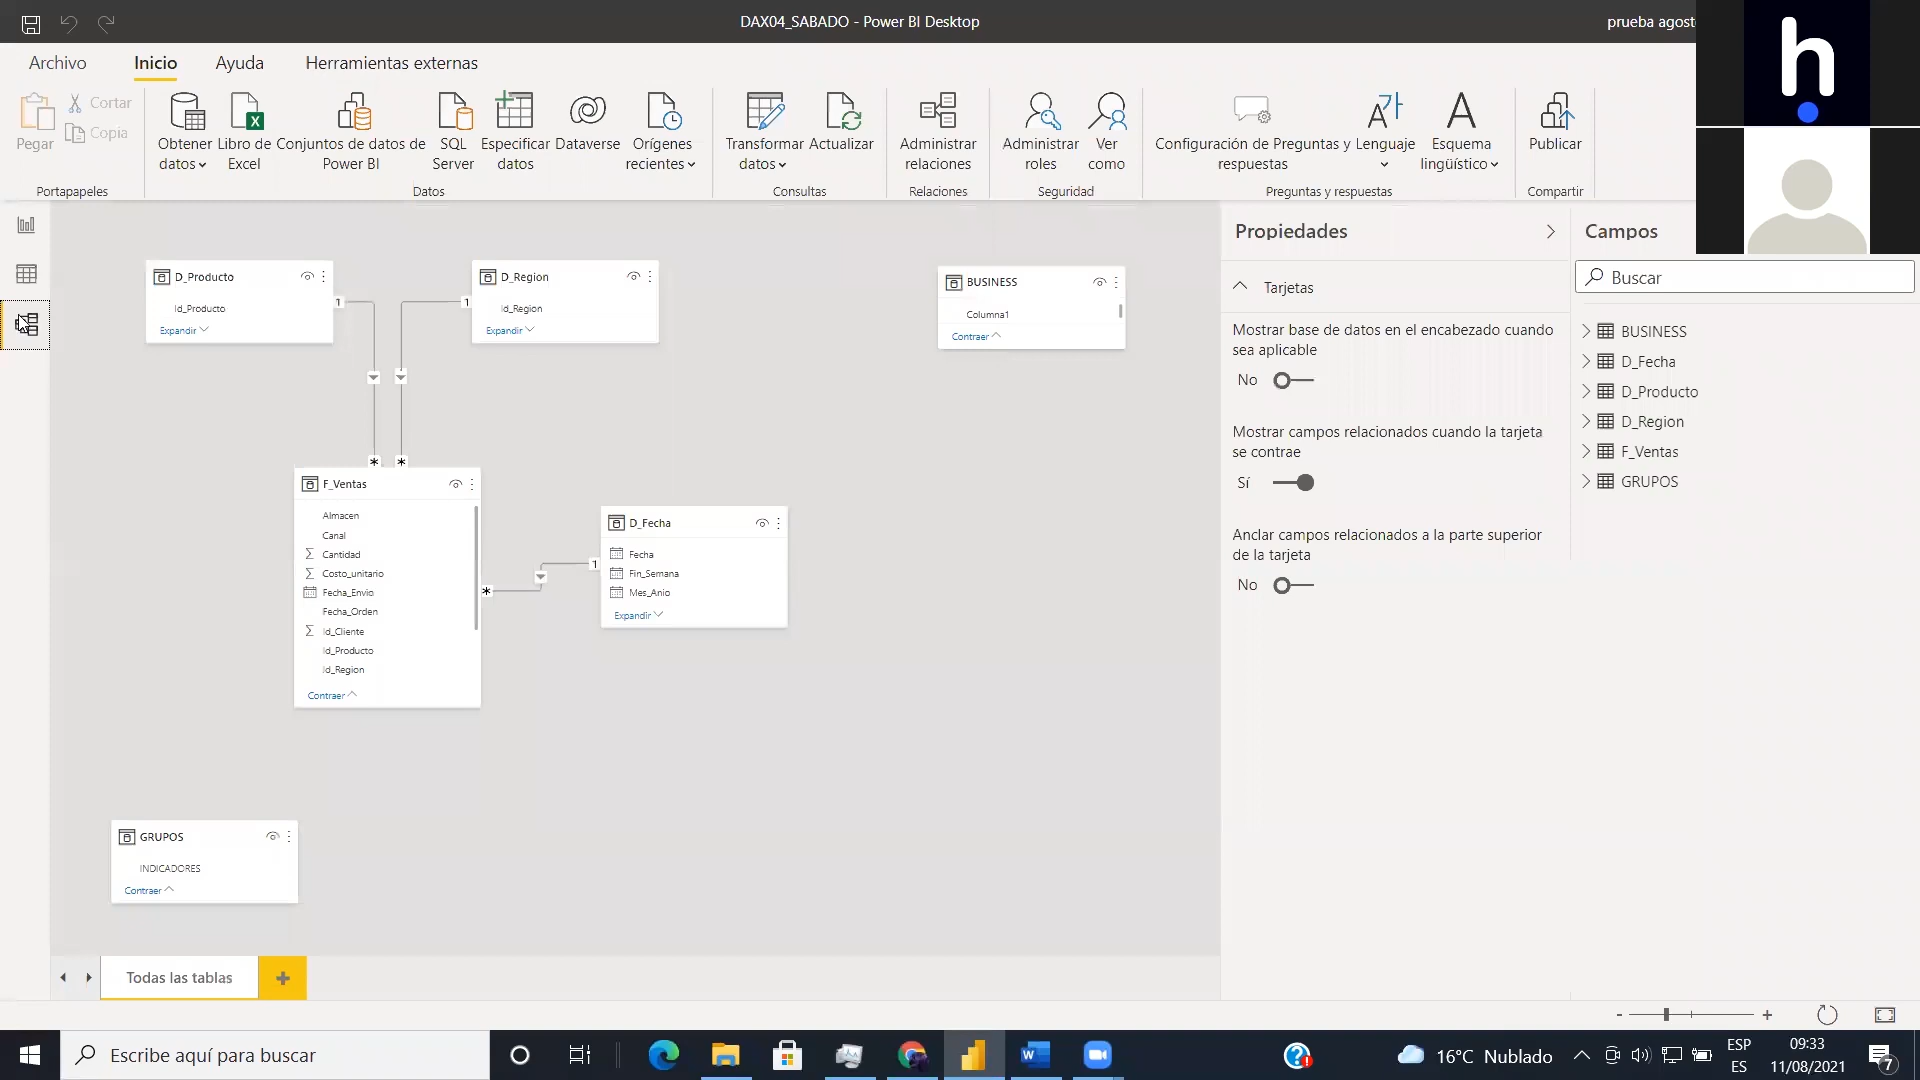 DAX04_SABADO - Power BI Desktop
prueba agost
Archivo Inicio Ayuda Herramientas externas
Pegar
Cortar
Copia
Portapapeles
Obtener datos
Libro de Excel
Conjuntos de datos de Power BI
SQL Server
Especificar datos
Dataverse
Orígenes recientes
Datos
Transformar datos
Actualizar
Consultas
Administrar relaciones
Relaciones
Administrar roles
Ver como
Seguridad
Configuración de Preguntas y respuestas
Lenguaje
Esquema lingüístico
Preguntas y respuestas
Publicar
Compartir
h
D_Producto
Id_Producto
Expandir
1
D_Region
Id_Region
Expandir
1
BUSINESS
Columna1
Contraer
* *
F_Ventas
Almacen
Canal
Σ Cantidad
Σ Costo_unitario
Fecha_Envio
Fecha_Orden
Σ Id_Cliente
Id_Producto
Id_Region
Contraer
*
1
D_Fecha
Fecha
Fin_Semana
Mes_Anio
Expandir
GRUPOS
INDICADORES
Contraer
Propiedades
Tarjetas
Mostrar base de datos en el encabezado cuando
sea aplicable
No
Mostrar campos relacionados cuando la tarjeta
se contrae
Sí
Anclar campos relacionados a la parte superior
de la tarjeta
No
Campos
Buscar
BUSINESS
D_Fecha
D_Producto
D_Region
F_Ventas
GRUPOS
Todas las tablas
+
- +
Escribe aquí para buscar
16°C Nublado
ESP
ES
09:33
11/08/2021
7